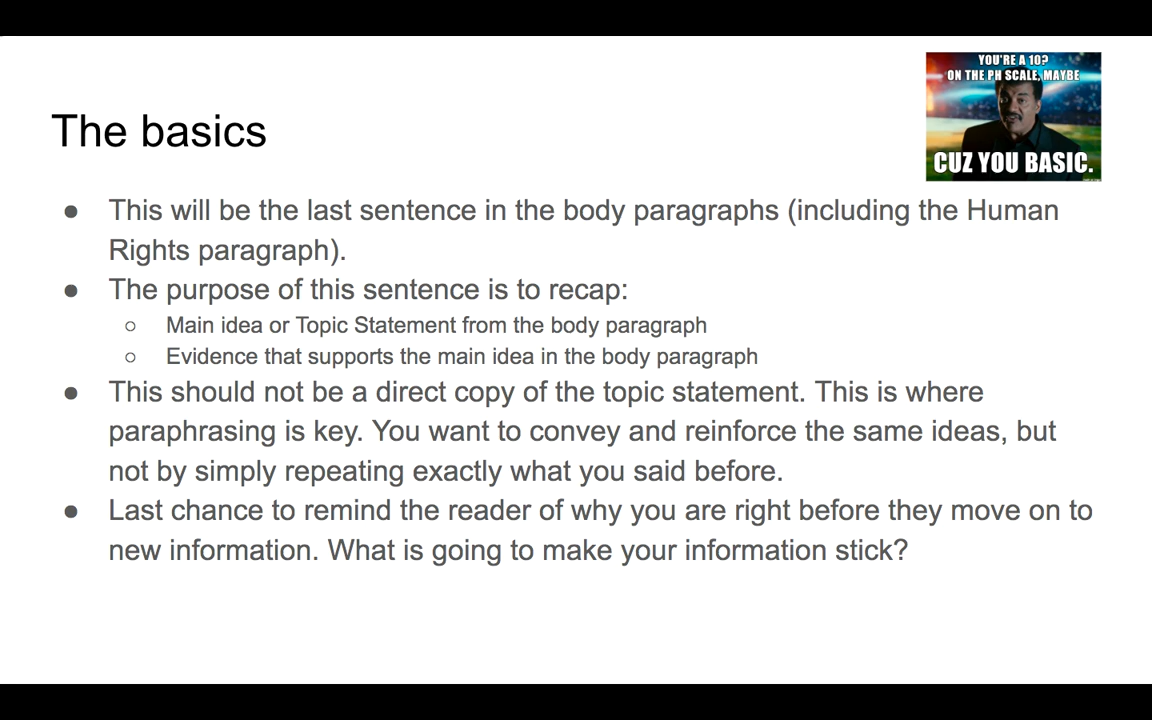 YOU'RE A 10?
ON THE PH SCALE, MAYBE
CUZ YOU BASIC.
The basics
● This will be the last sentence in the body paragraphs (including the Human
Rights paragraph).
● The purpose of this sentence is to recap:
○ Main idea or Topic Statement from the body paragraph
○ Evidence that supports the main idea in the body paragraph
● This should not be a direct copy of the topic statement. This is where
paraphrasing is key. You want to convey and reinforce the same ideas, but
not by simply repeating exactly what you said before.
● Last chance to remind the reader of why you are right before they move on to
new information. What is going to make your information stick?